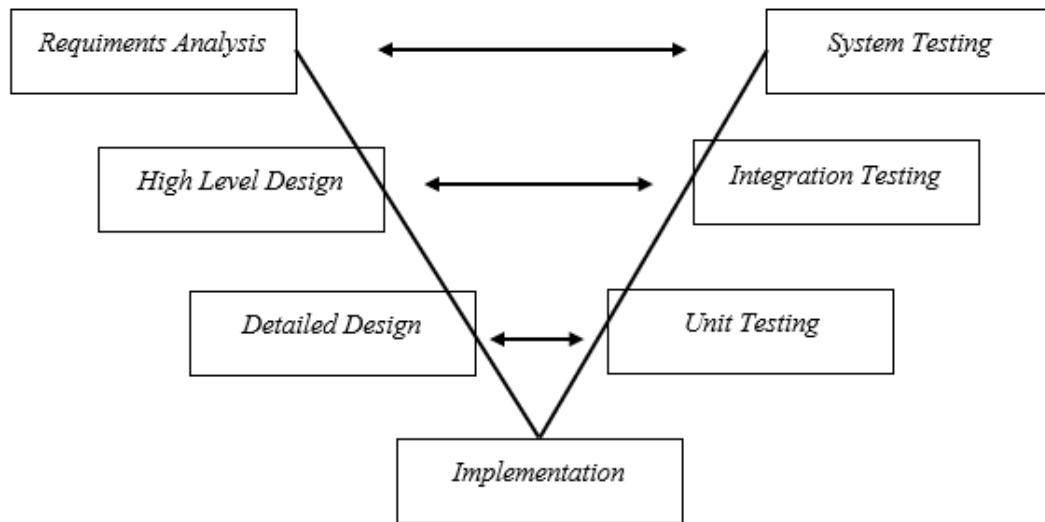 Requiments Analysis
System Testing
High Level Design
Integration Testing
Detailed Design
Unit Testing
Implementation